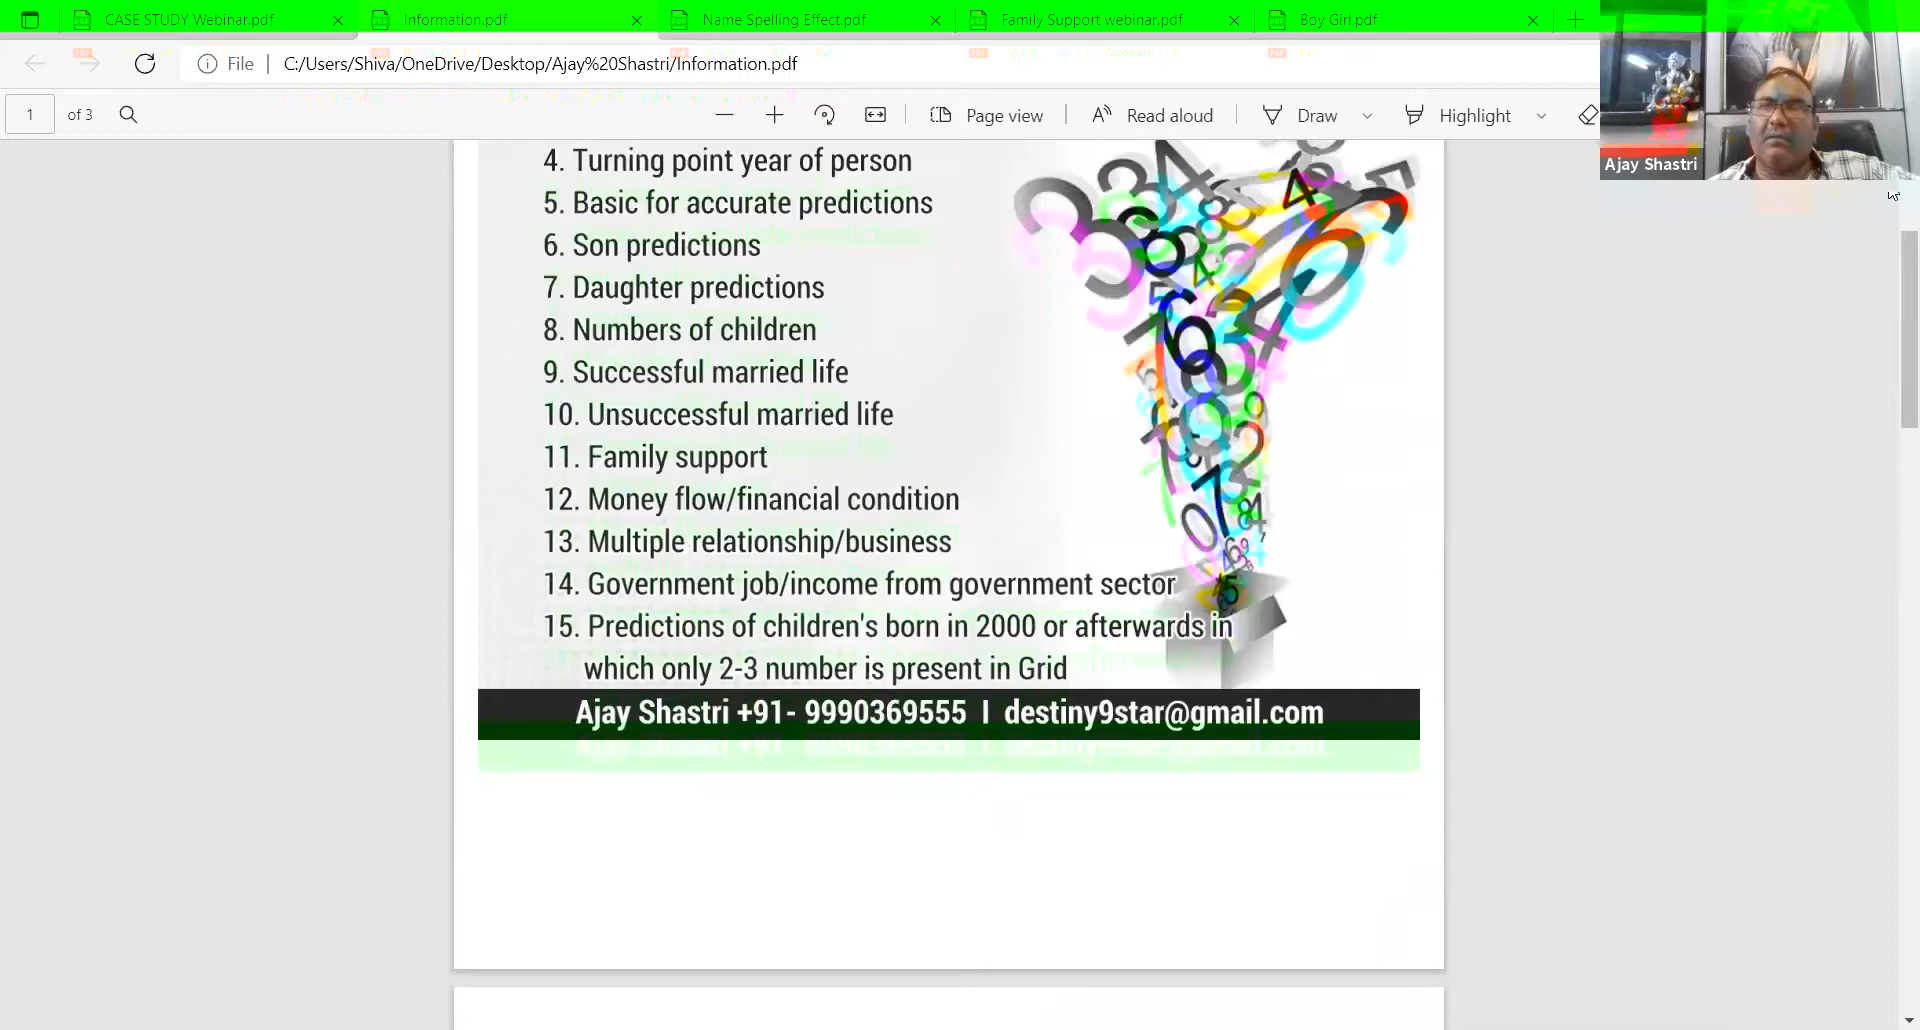 CASE STUDY Webinar.pdf
Information.pdf
Name Spelling Effect.pdf
Family Support webinar.pdf
Boy Girl.pdf
File
C:/Users/Shiva/OneDrive/Desktop/Ajay%20Shastri/Information.pdf
1 of 3
Page view
Read aloud
Draw
Highlight
Ajay Shastri
4. Turning point year of person
5. Basic for accurate predictions
6. Son predictions
7. Daughter predictions
8. Numbers of children
9. Successful married life
10. Unsuccessful married life
11. Family support
12. Money flow/financial condition
13. Multiple relationship/business
14. Government job/income from government sector
15. Predictions of children's born in 2000 or afterwards in
which only 2-3 number is present in Grid
Ajay Shastri +91- 9990369555 | destiny9star@gmail.com